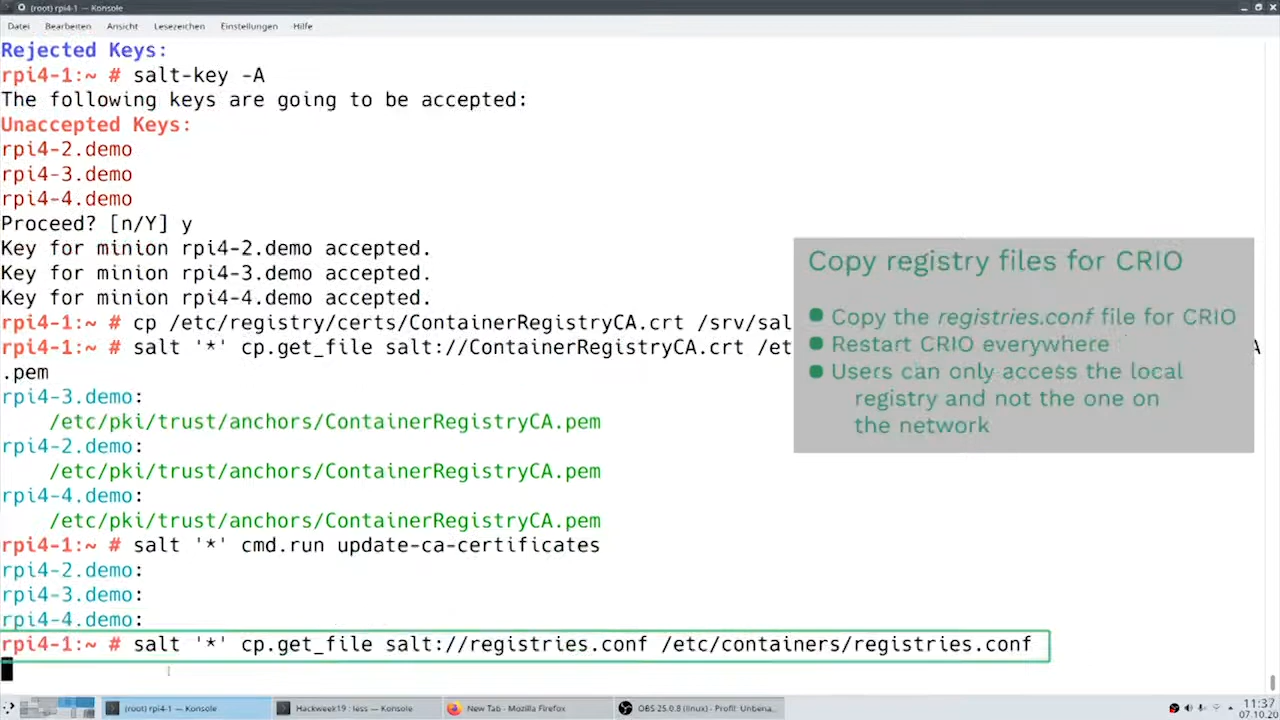 (root) rpi4-1 — Konsole
Datei Bearbeiten Ansicht Lesezeichen Einstellungen Hilfe
Rejected Keys:
rpi4-1:~ # salt-key -A
The following keys are going to be accepted:
Unaccepted Keys:
rpi4-2.demo
rpi4-3.demo
rpi4-4.demo
Proceed? [n/Y] y
Key for minion rpi4-2.demo accepted.
Key for minion rpi4-3.demo accepted.
Key for minion rpi4-4.demo accepted.
rpi4-1:~ # cp /etc/registry/certs/ContainerRegistryCA.crt /srv/sal
rpi4-1:~ # salt '*' cp.get_file salt://ContainerRegistryCA.crt /et A
.pem
rpi4-3.demo:
/etc/pki/trust/anchors/ContainerRegistryCA.pem
rpi4-2.demo:
/etc/pki/trust/anchors/ContainerRegistryCA.pem
rpi4-4.demo:
/etc/pki/trust/anchors/ContainerRegistryCA.pem
rpi4-1:~ # salt '*' cmd.run update-ca-certificates
rpi4-2.demo:
rpi4-3.demo:
rpi4-4.demo:
rpi4-1:~ # salt '*' cp.get_file salt://registries.conf /etc/containers/registries.conf
Copy registry files for CRIO
Copy the registries.conf file for CRIO
Restart CRIO everywhere
Users can only access the local
registry and not the one on
the network
(root) rpi4-1 — Konsole
Hackweek19 : less — Konsole
New Tab - Mozilla Firefox
OBS 25.0.8 (linux) - Profil: Unbena...
11:37
07.10.20